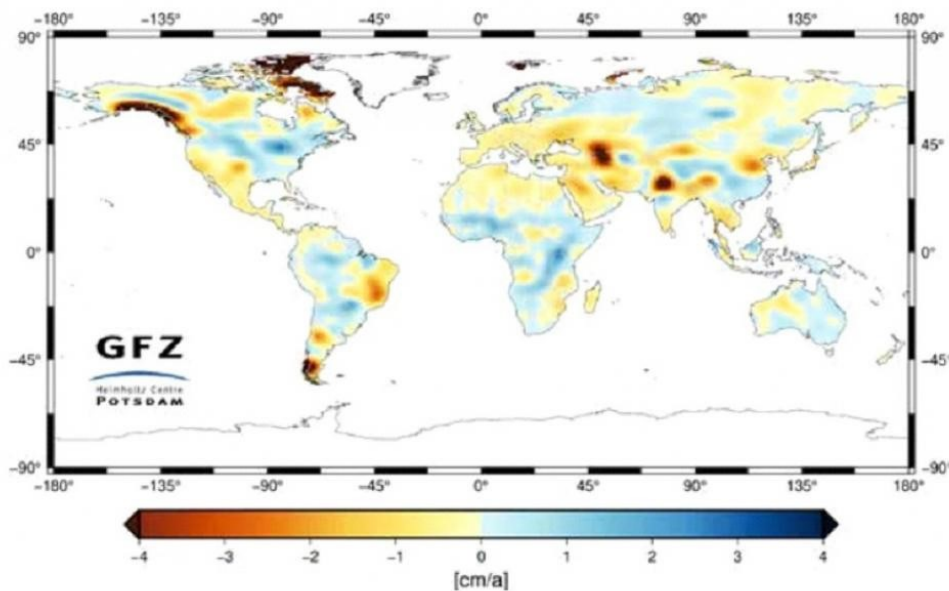 −180° −135° −90° −45° 0° 45° 90° 135° 180°
90° 90°
45° 45°
0° 0°
−45° −45°
−90° −90°
GFZ
Helmholtz Centre
POTSDAM
−180° −135° −90° −45° 0° 45° 90° 135° 180°
−4 −3 −2 −1 0 1 2 3 4
[cm/a]